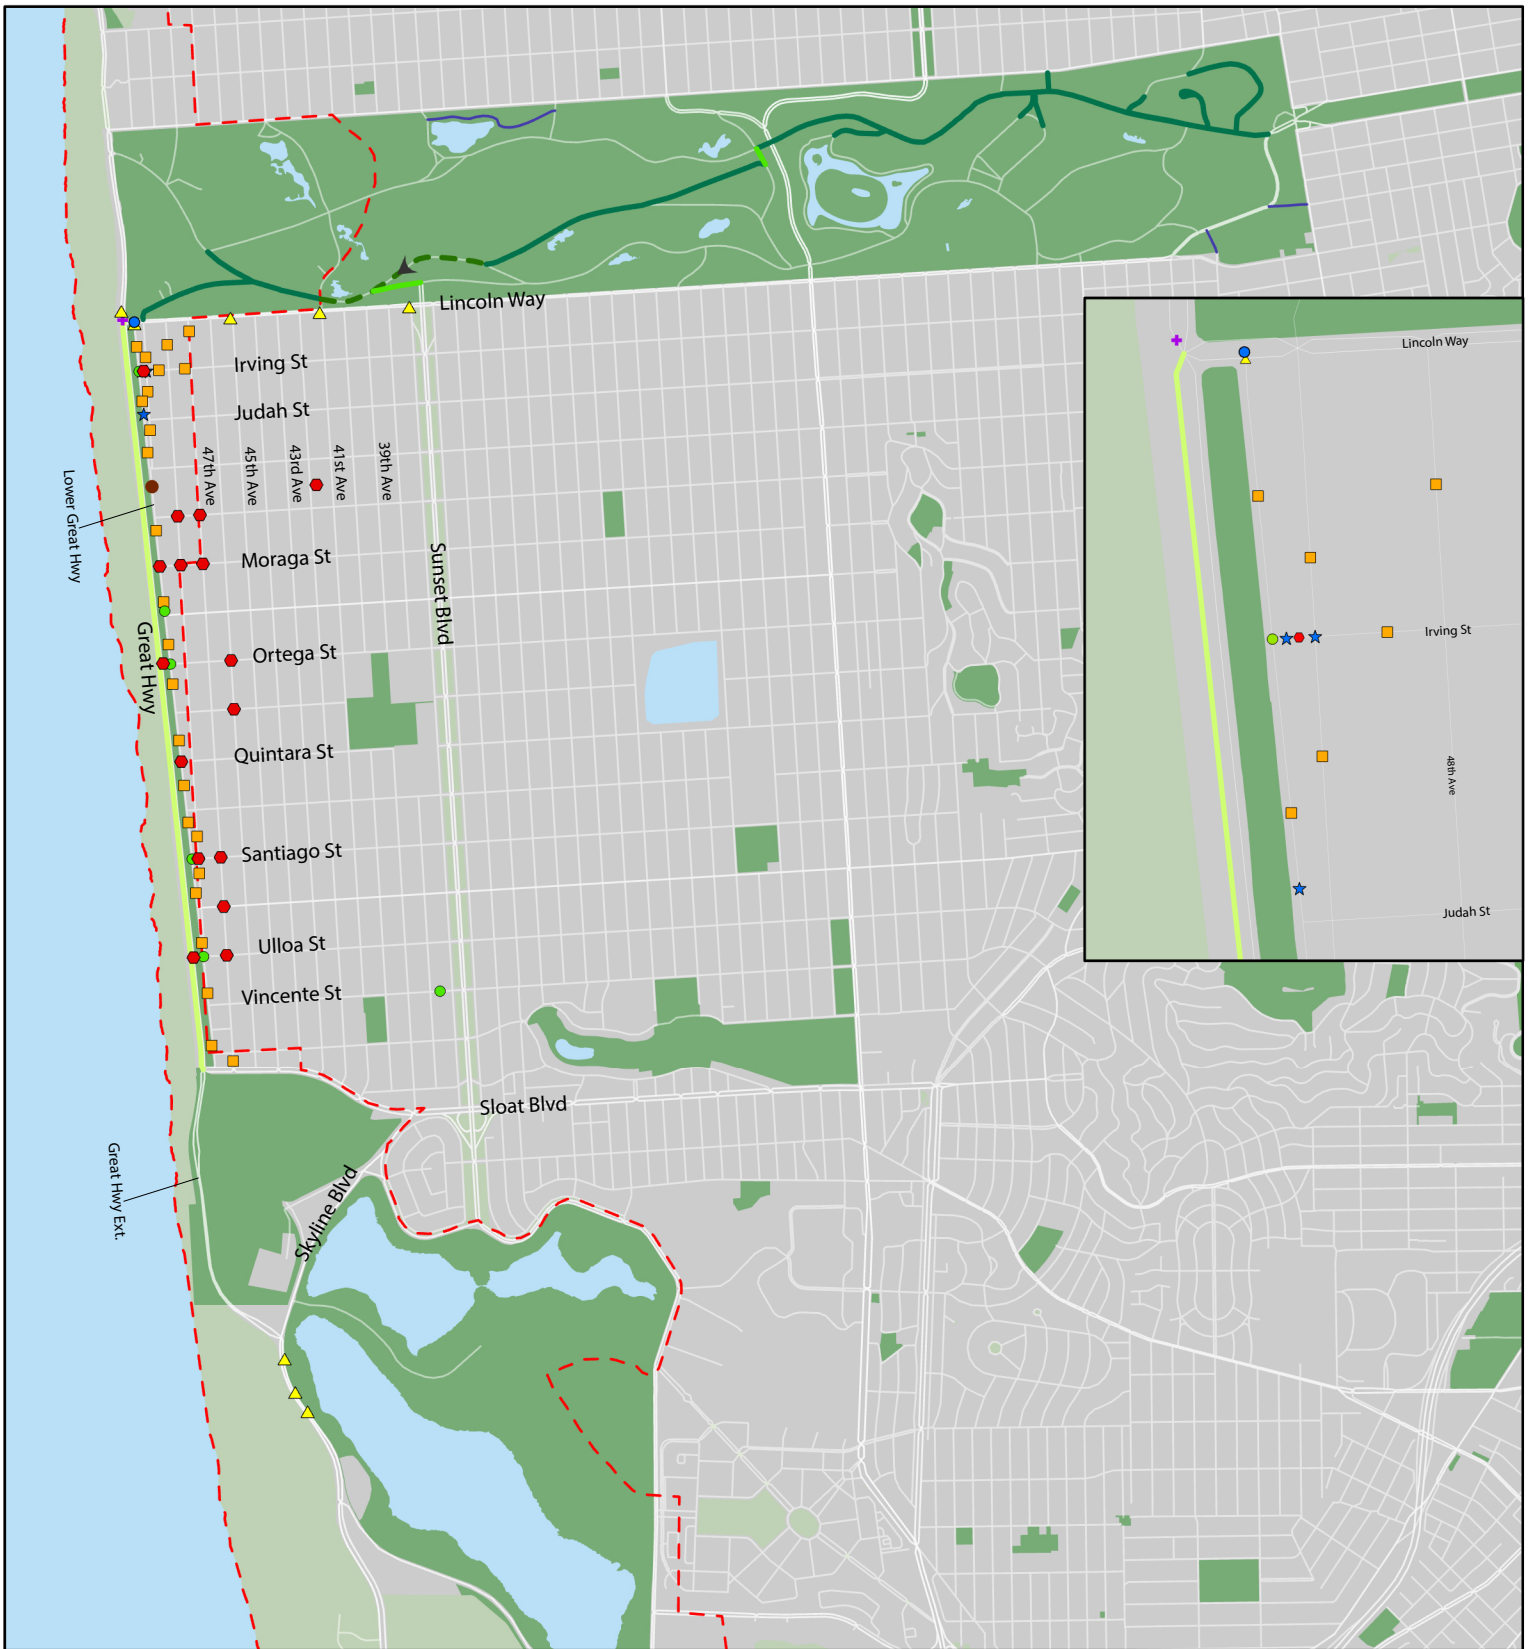 Lincoln Way
Irving St
Judah St
47th Ave
45th Ave
43rd Ave
41st Ave
39th Ave
Lower Great Hwy
Moraga St
Sunset Blvd
Great Hwy
Ortega St
Quintara St
Santiago St
Ulloa St
Vincente St
Sloat Blvd
Great Hwy Ext.
Skyline Blvd
Lincoln Way
Irving St
48th Ave
Judah St